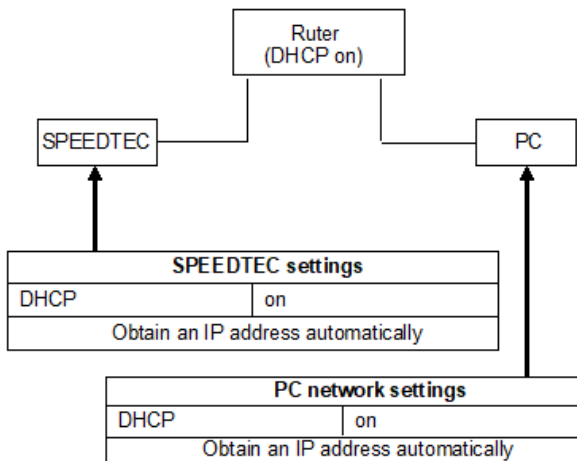 Ruter
(DHCP on)
SPEEDTEC
PC
SPEEDTEC settings
DHCP on
Obtain an IP address automatically
PC network settings
DHCP on
Obtain an IP address automatically